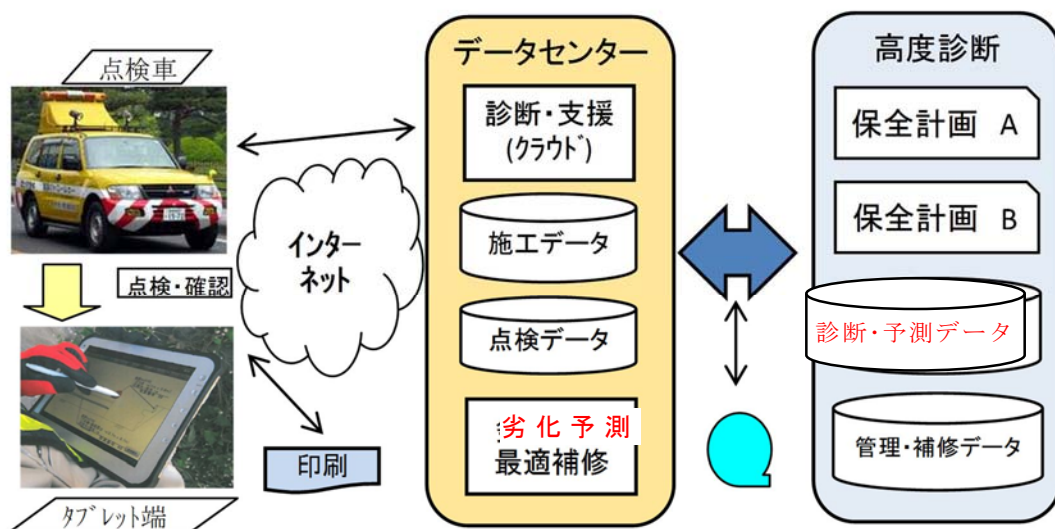 点検車
点検・確認
タブレット端
インター
ネット
印刷
データセンター
診断・支援
(クラウド)
施工データ
点検データ
劣化予測
最適補修
高度診断
保全計画 A
保全計画 B
診断・予測データ
管理・補修データ